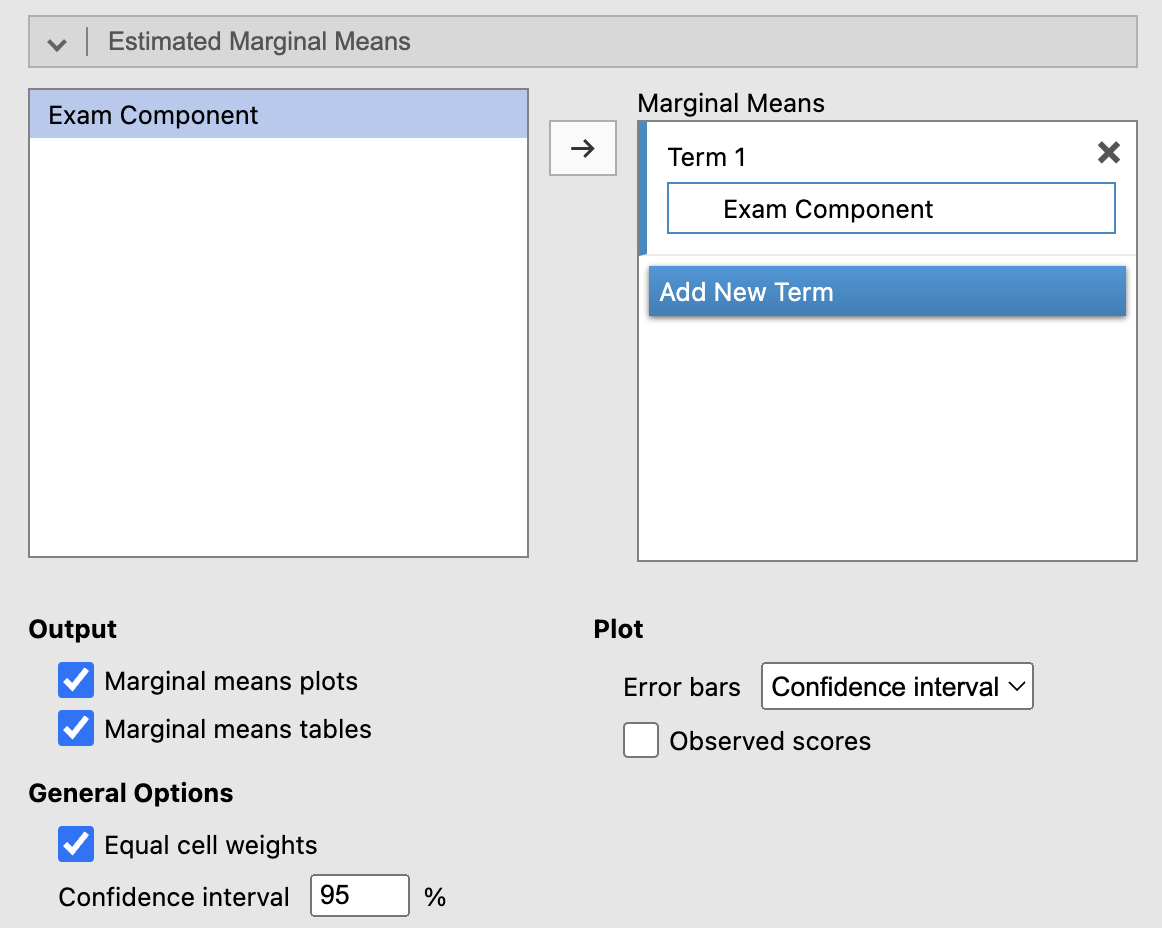 Estimated Marginal Means
Exam Component
Marginal Means
Term 1
Exam Component
Add New Term
Output
Marginal means plots
Marginal means tables
General Options
Equal cell weights
Confidence interval 95 %
Plot
Error bars Confidence interval
Observed scores